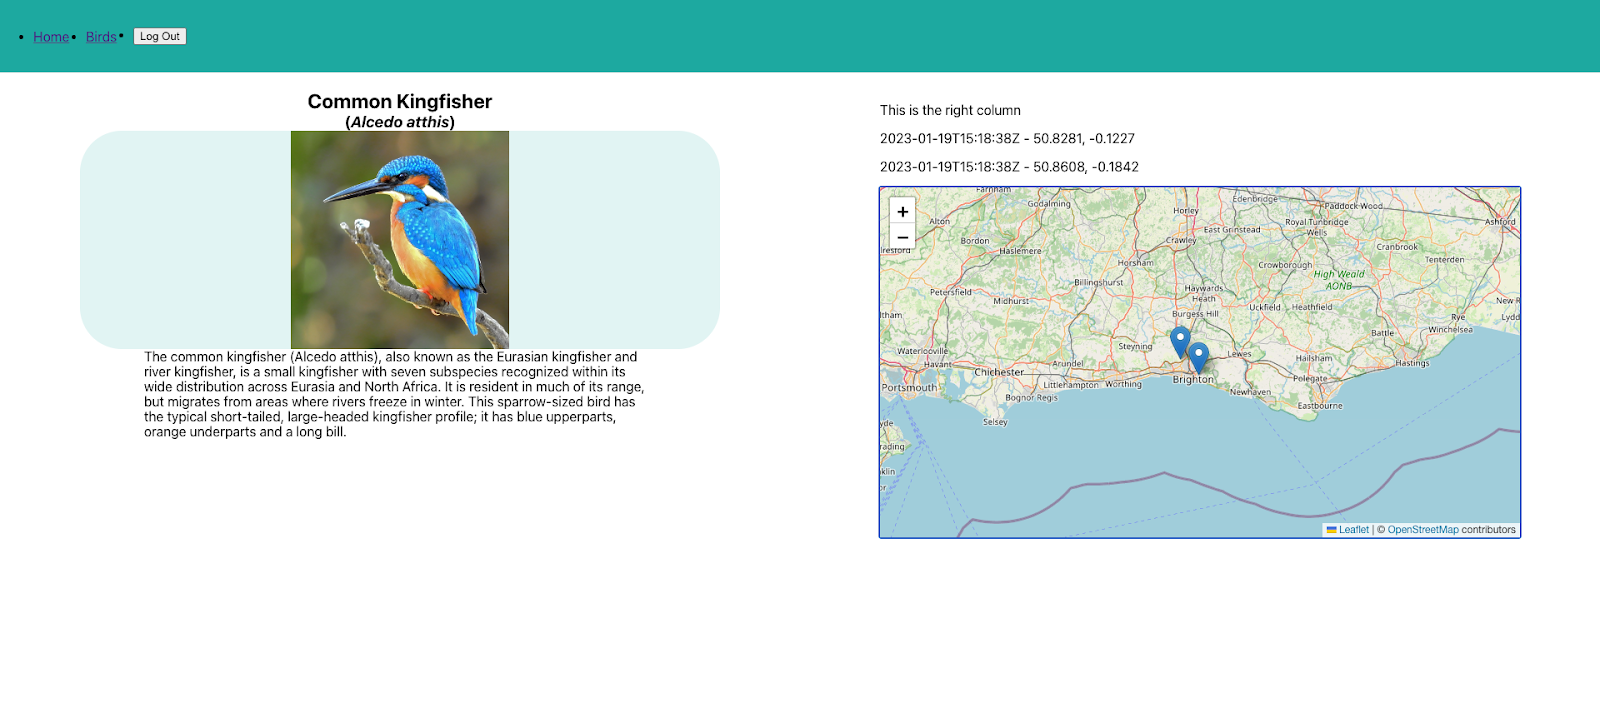 Home
Birds
Log Out
Common Kingfisher
(Alcedo atthis)
The common kingfisher (Alcedo atthis), also known as the Eurasian kingfisher and
river kingfisher, is a small kingfisher with seven subspecies recognized within its
wide distribution across Eurasia and North Africa. It is resident in much of its range,
but migrates from areas where rivers freeze in winter. This sparrow-sized bird has
the typical short-tailed, large-headed kingfisher profile; it has blue upperparts,
orange underparts and a long bill.
This is the right column
2023-01-19T15:18:38Z - 50.8281, -0.1227
2023-01-19T15:18:38Z - 50.8608, -0.1842
+
−
Farnham
Godalming
Edenbridge
Paddock Wood
Horley
Alton
Royal Tunbridge
Wells
Ashford
East Grinstead
Bordon
Crawley
Cranbrook
Haslemere
Tenterden
Horsham
Crowborough
High Weald
AONB
Billingshurst
Petersfield
Haywards
Heath
Midhurst
Uckfield
Heathfield
Burgess Hill
Rye
Lydd
Battle
Winchelsea
Steyning
Waterlooville
Lewes
Hailsham
Hastings
Havant
Arundel
Chichester
Polegate
Brighton
Littlehampton
Worthing
Portsmouth
Newhaven
Bognor Regis
Eastbourne
Selsey
Leaflet | © OpenStreetMap contributors